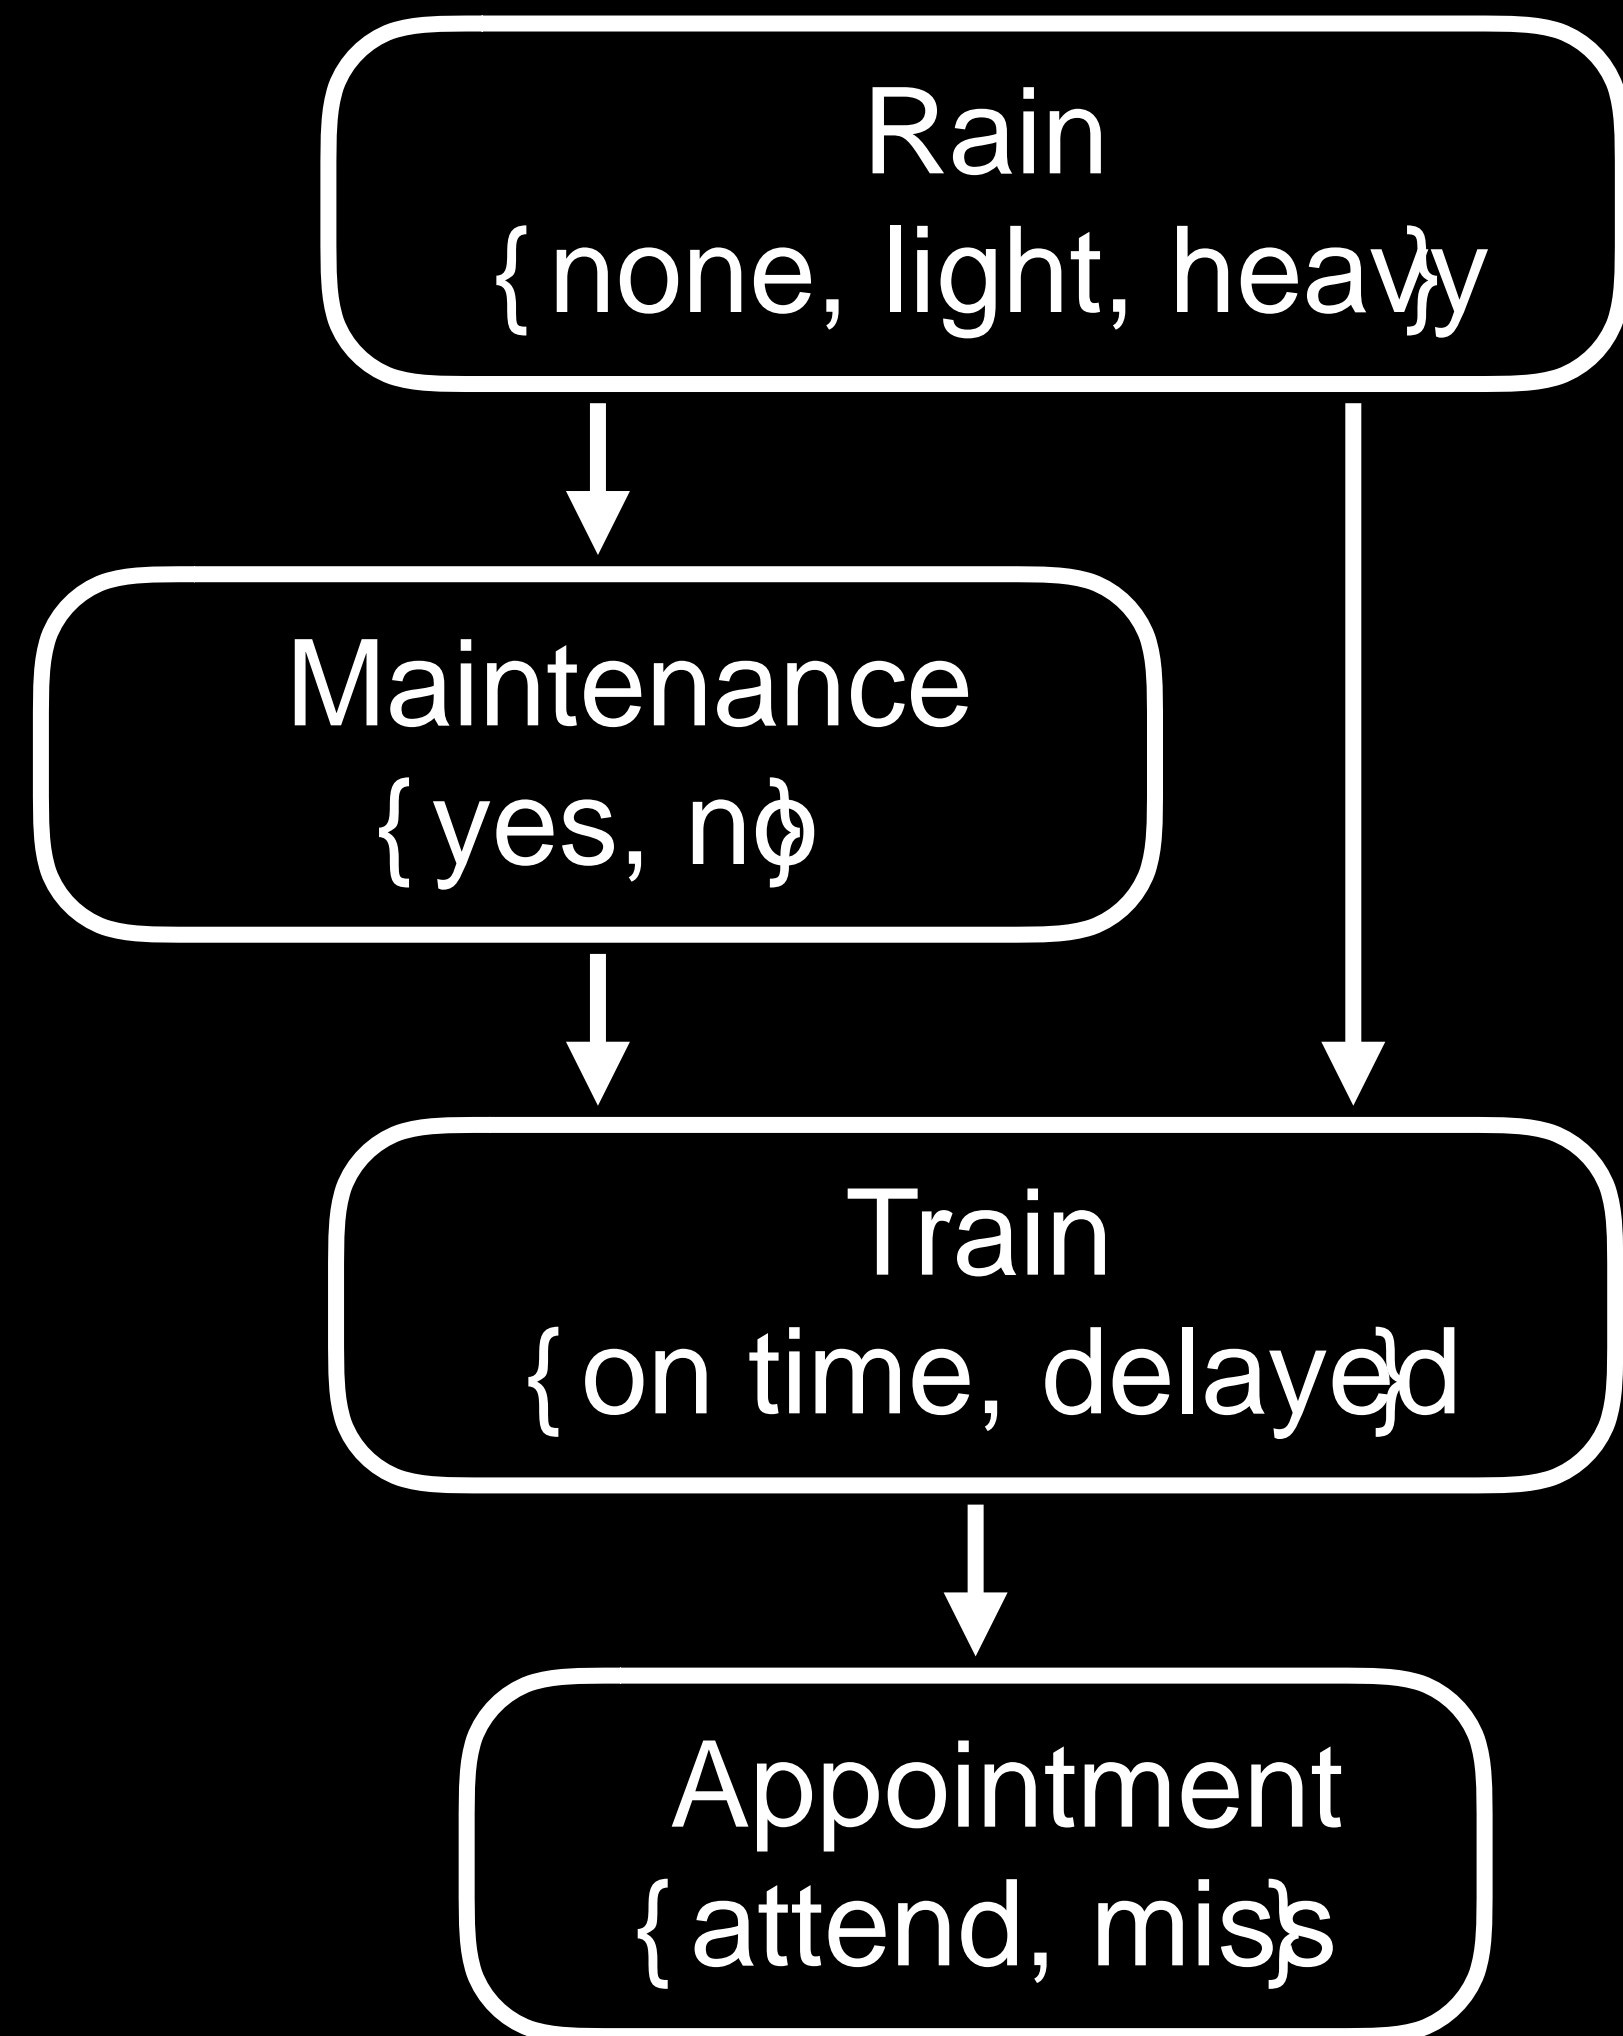 Rain
{none, light, heavy}
Maintenance
{yes, no}
Train
{on time, delayed}
Appointment
{attend, miss}